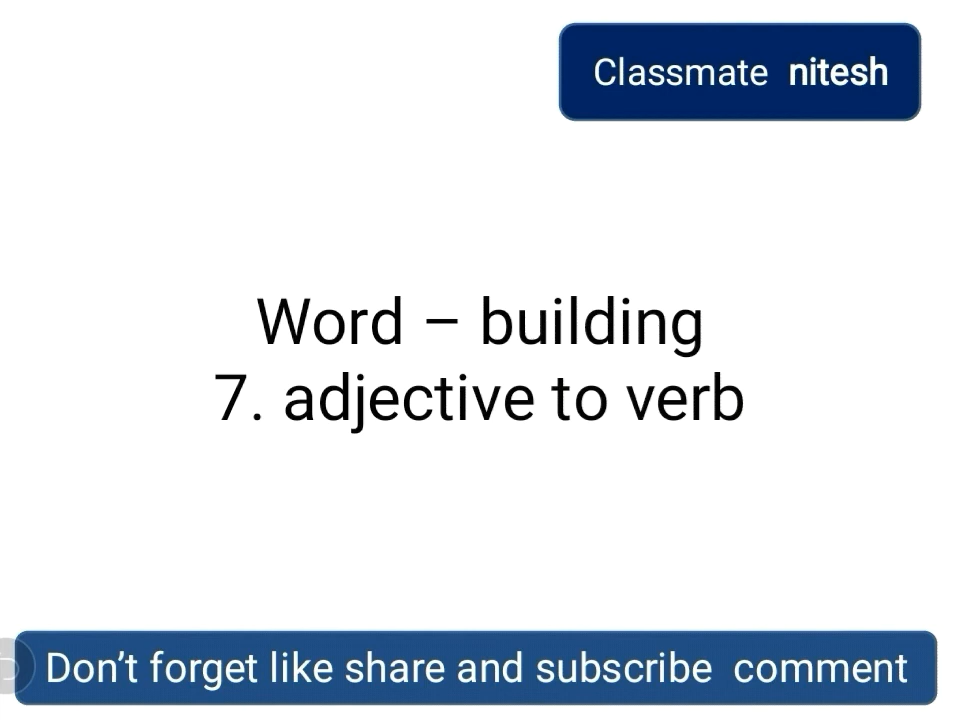 Classmate nitesh
Word – building
7. adjective to verb
Don't forget like share and subscribe comment